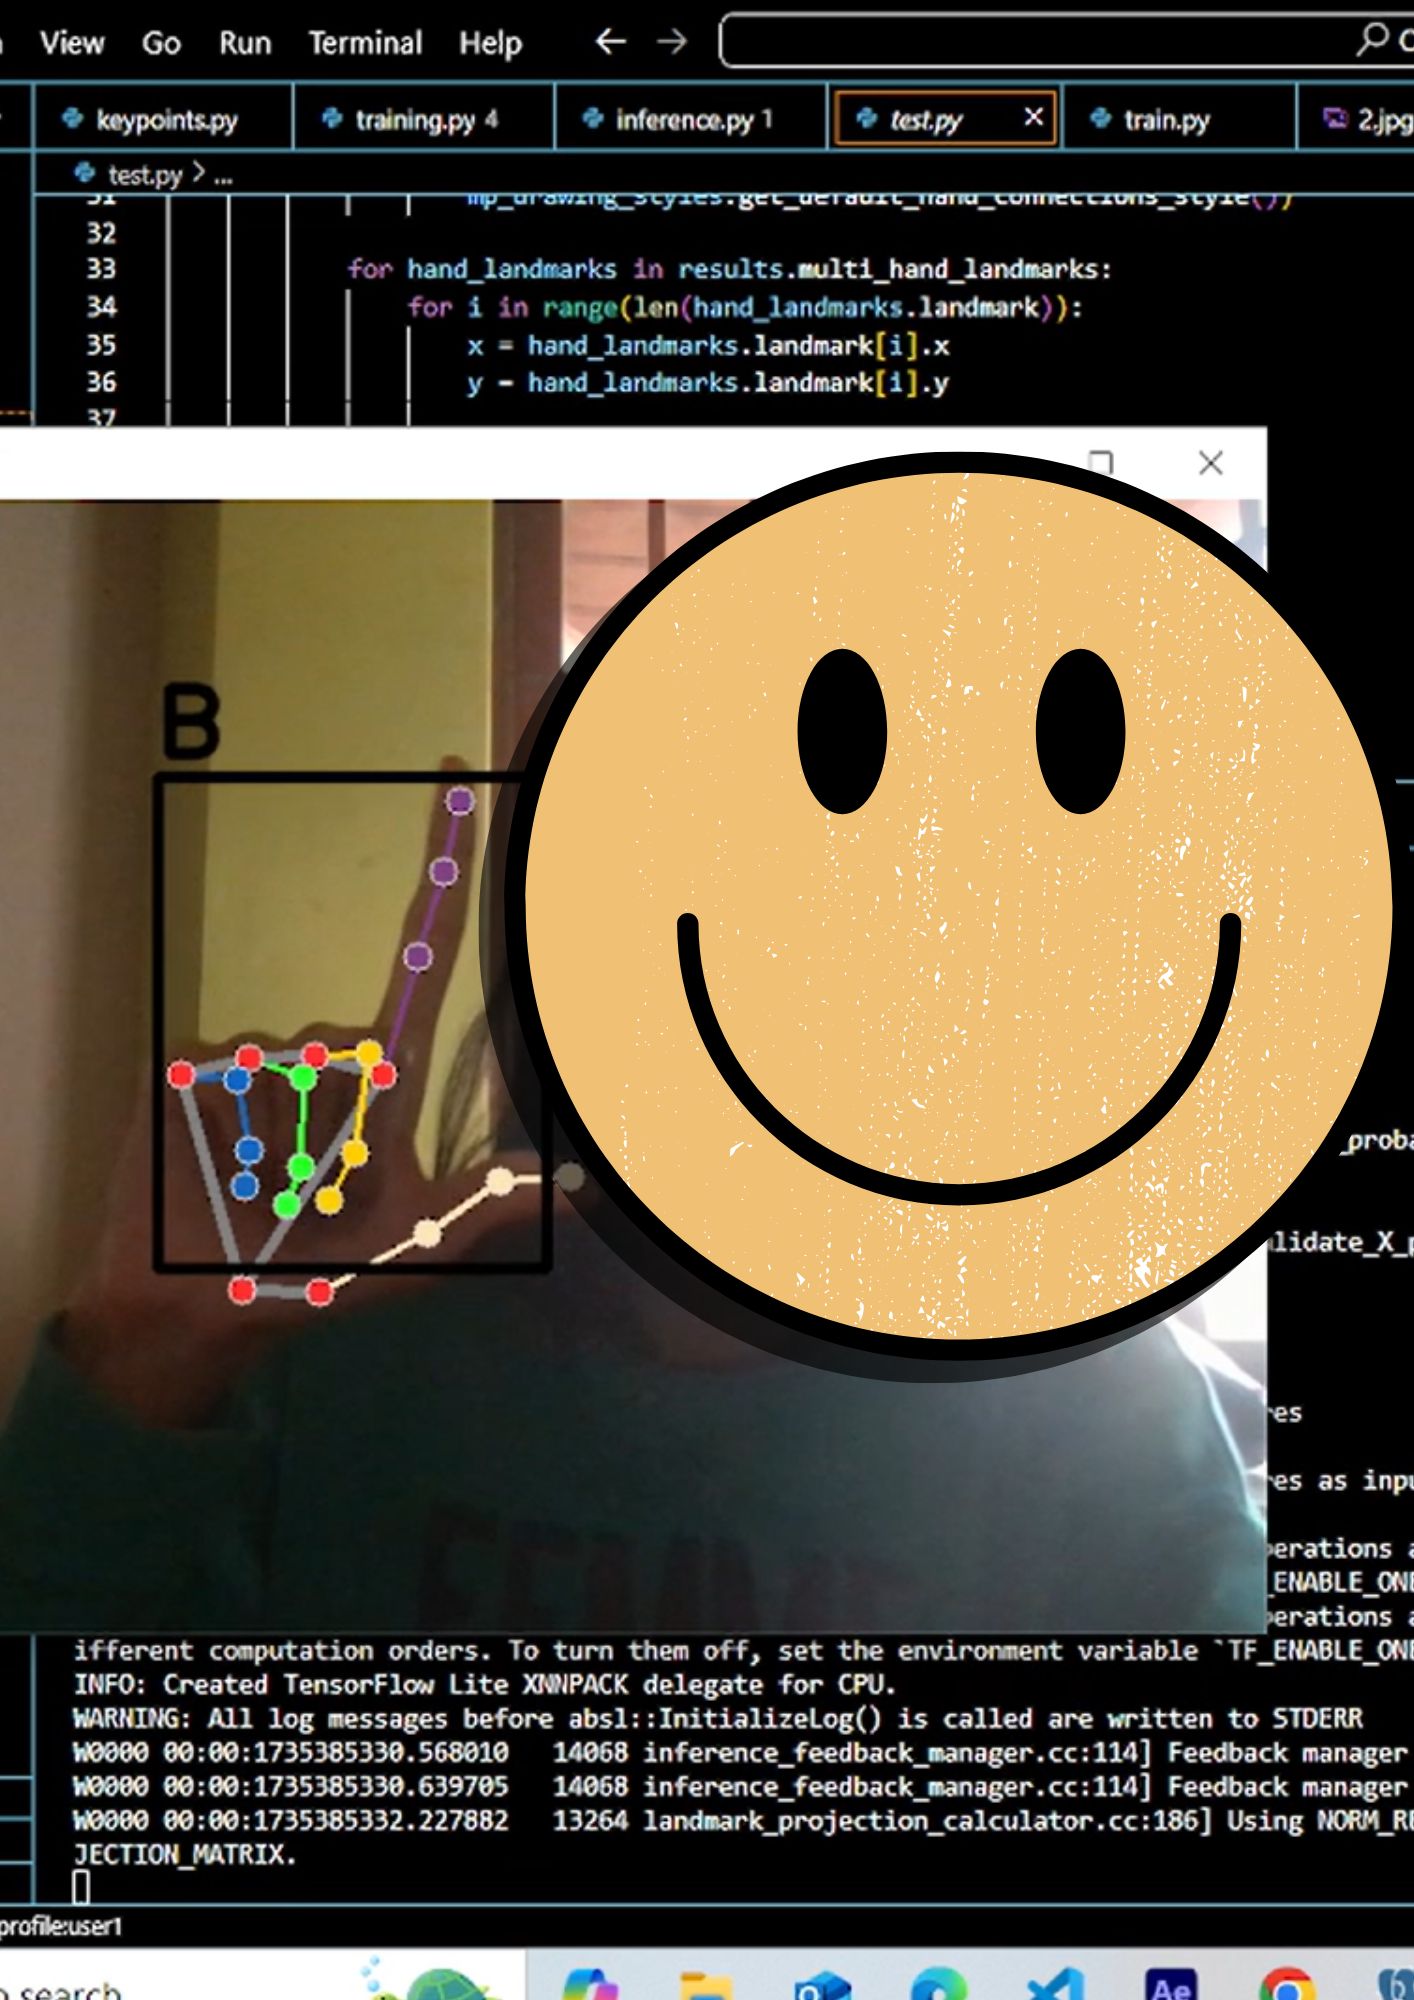 View Go Run Terminal Help
keypoints.py training.py 4 inference.py 1 test.py train.py 2.jpg
test.py > ...
31 mp_drawing_styles.get_default_hand_connections_style())
32
33 for hand_landmarks in results.multi_hand_landmarks:
34 for i in range(len(hand_landmarks.landmark)):
35 x = hand_landmarks.landmark[i].x
36 y = hand_landmarks.landmark[i].y
37
B
_proba
lidate_X_p
es
es as inpu
erations a
_ENABLE_ONE
erations a
ifferent computation orders. To turn them off, set the environment variable `TF_ENABLE_ONE
INFO: Created TensorFlow Lite XNNPACK delegate for CPU.
WARNING: All log messages before absl::InitializeLog() is called are written to STDERR
W0000 00:00:1735385330.568010 14068 inference_feedback_manager.cc:114] Feedback manager
W0000 00:00:1735385330.639705 14068 inference_feedback_manager.cc:114] Feedback manager
W0000 00:00:1735385332.227882 13264 landmark_projection_calculator.cc:186] Using NORM_RE
JECTION_MATRIX.
profile:user1
o search
Ae